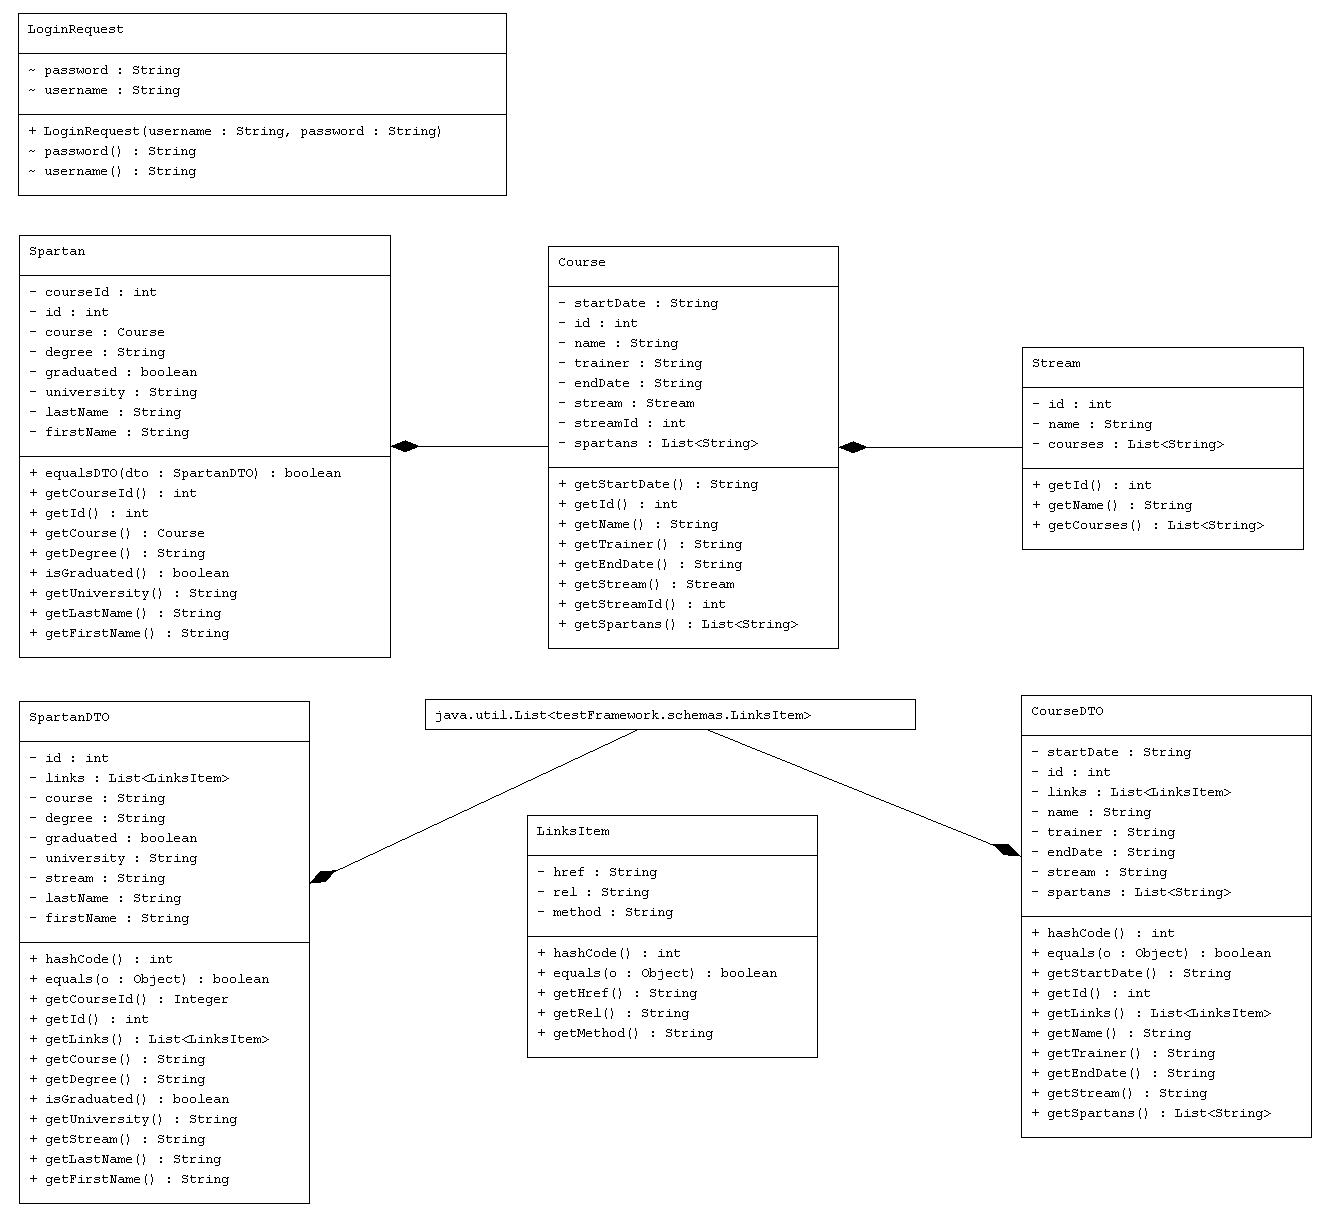 LoginRequest
~ password : String
~ username : String
+ LoginRequest(username : String, password : String)
~ password() : String
~ username() : String
Spartan
- courseId : int
- id : int
- course : Course
- degree : String
- graduated : boolean
- university : String
- lastName : String
- firstName : String
+ equalsDTO(dto : SpartanDTO) : boolean
+ getCourseId() : int
+ getId() : int
+ getCourse() : Course
+ getDegree() : String
+ isGraduated() : boolean
+ getUniversity() : String
+ getLastName() : String
+ getFirstName() : String
Course
- startDate : String
- id : int
- name : String
- trainer : String
- endDate : String
- stream : Stream
- streamId : int
- spartans : List<String>
+ getStartDate() : String
+ getId() : int
+ getName() : String
+ getTrainer() : String
+ getEndDate() : String
+ getStream() : Stream
+ getStreamId() : int
+ getSpartans() : List<String>
Stream
- id : int
- name : String
- courses : List<String>
+ getId() : int
+ getName() : String
+ getCourses() : List<String>
SpartanDTO
- id : int
- links : List<LinksItem>
- course : String
- degree : String
- graduated : boolean
- university : String
- stream : String
- lastName : String
- firstName : String
+ hashCode() : int
+ equals(o : Object) : boolean
+ getCourseId() : Integer
+ getId() : int
+ getLinks() : List<LinksItem>
+ getCourse() : String
+ getDegree() : String
+ isGraduated() : boolean
+ getUniversity() : String
+ getStream() : String
+ getLastName() : String
+ getFirstName() : String
java.util.List<testFramework.schemas.LinksItem>
LinksItem
- href : String
- rel : String
- method : String
+ hashCode() : int
+ equals(o : Object) : boolean
+ getHref() : String
+ getRel() : String
+ getMethod() : String
CourseDTO
- startDate : String
- id : int
- links : List<LinksItem>
- name : String
- trainer : String
- endDate : String
- stream : String
- spartans : List<String>
+ hashCode() : int
+ equals(o : Object) : boolean
+ getStartDate() : String
+ getId() : int
+ getLinks() : List<LinksItem>
+ getName() : String
+ getTrainer() : String
+ getEndDate() : String
+ getStream() : String
+ getSpartans() : List<String>